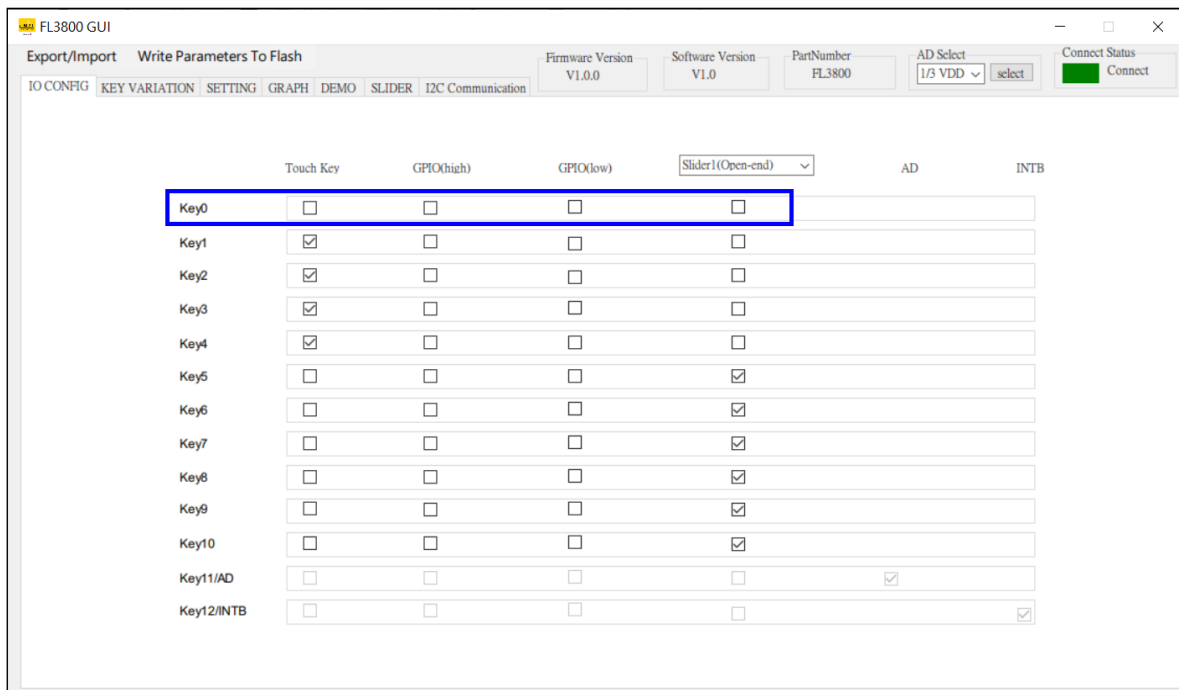 FL3800 GUI
Export/Import Write Parameters To Flash
Firmware Version
V1.0.0
Software Version
V1.0
PartNumber
FL3800
AD Select
1/3 VDD select
Connect Status
Connect
IO CONFIG KEY VARIATION SETTING GRAPH DEMO SLIDER I2C Communication
Touch Key GPIO(high) GPIO(low) Slider1(Open-end) AD INTB
Key0
Key1
Key2
Key3
Key4
Key5
Key6
Key7
Key8
Key9
Key10
Key11/AD
Key12/INTB